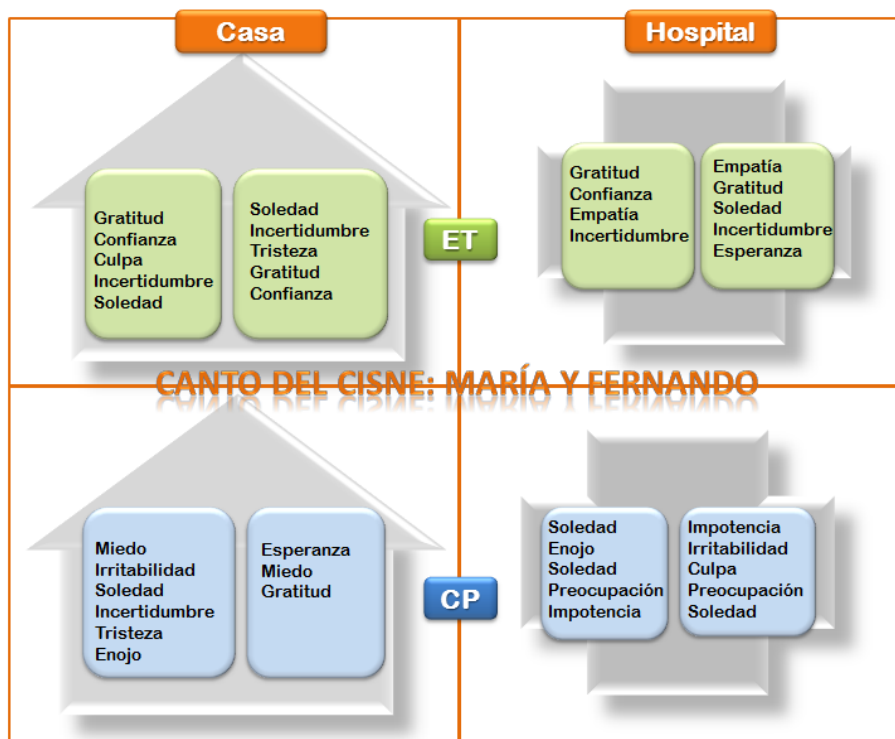 Casa
Hospital
Gratitud
Confianza
Culpa
Incertidumbre
Soledad
Soledad
Incertidumbre
Tristeza
Gratitud
Confianza
ET
Gratitud
Confianza
Empatía
Incertidumbre
Empatía
Gratitud
Soledad
Incertidumbre
Esperanza
CANTO DEL CISNE: MARÍA Y FERNANDO
Miedo
Irritabilidad
Soledad
Incertidumbre
Tristeza
Enojo
Esperanza
Miedo
Gratitud
CP
Soledad
Enojo
Soledad
Preocupación
Impotencia
Impotencia
Irritabilidad
Culpa
Preocupación
Soledad